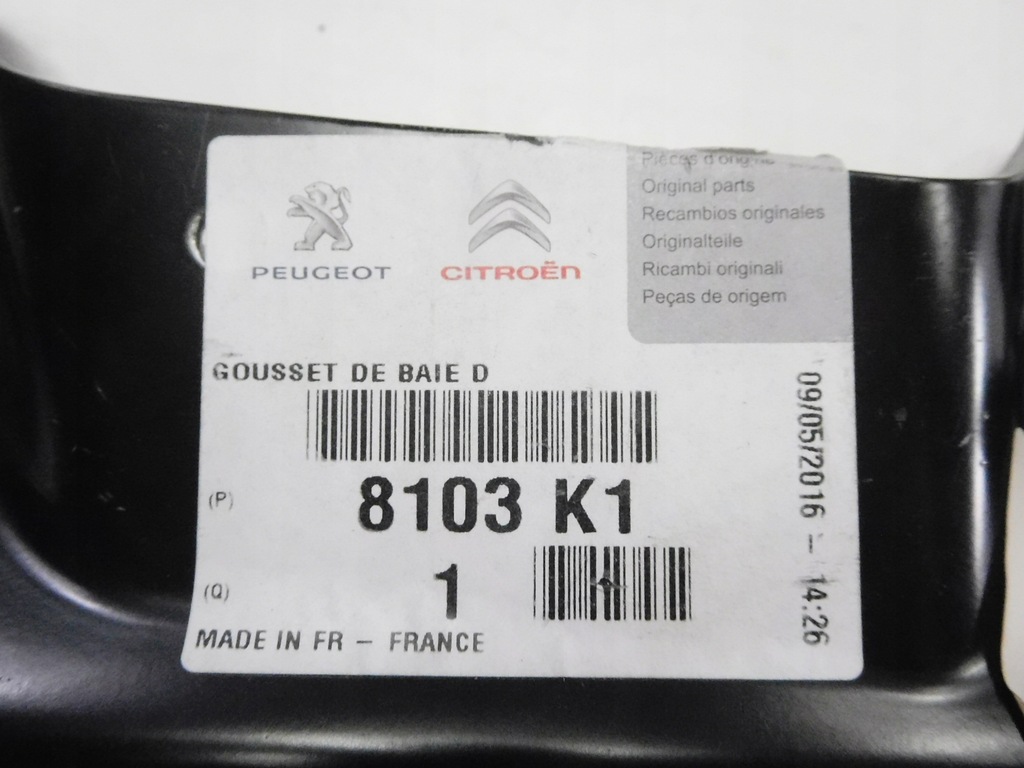 PEUGEOT
CITROËN
Pièces d'origine
Original parts
Recambios originales
Originalteile
Ricambi originali
Peças de origem
GOUSSET DE BAIE D
(P)
8103 K1
(Q)
1
MADE IN FR – FRANCE
09/05/2016 – 14:26